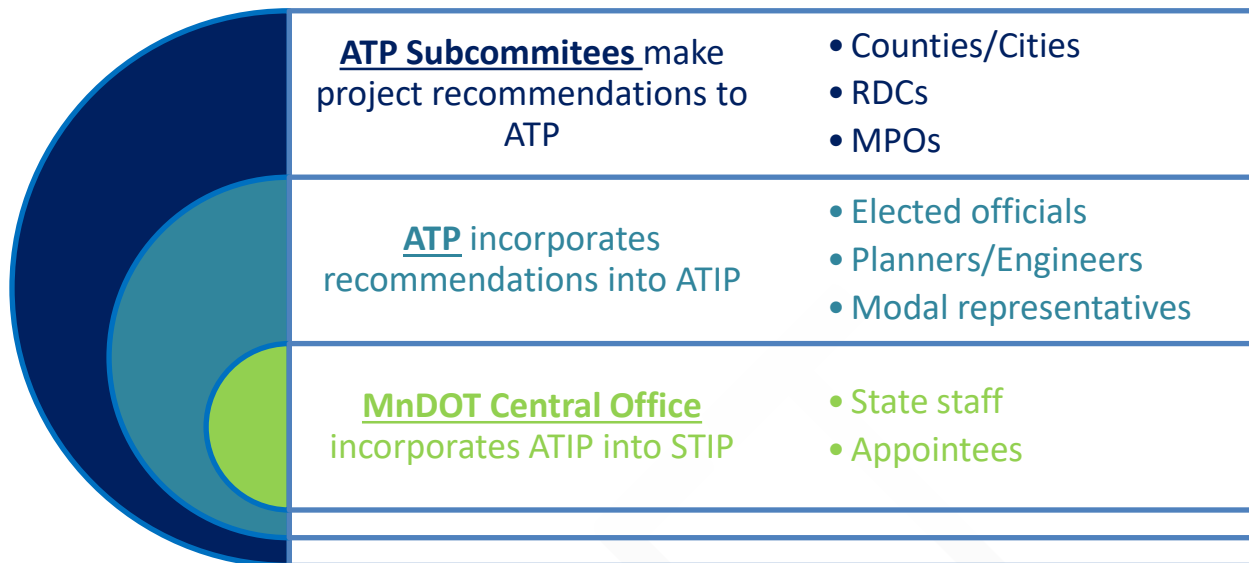 ATP Subcommitees make
project recommendations to
ATP
• Counties/Cities
• RDCs
• MPOs
ATP incorporates
recommendations into ATIP
• Elected officials
• Planners/Engineers
• Modal representatives
MnDOT Central Office
incorporates ATIP into STIP
• State staff
• Appointees